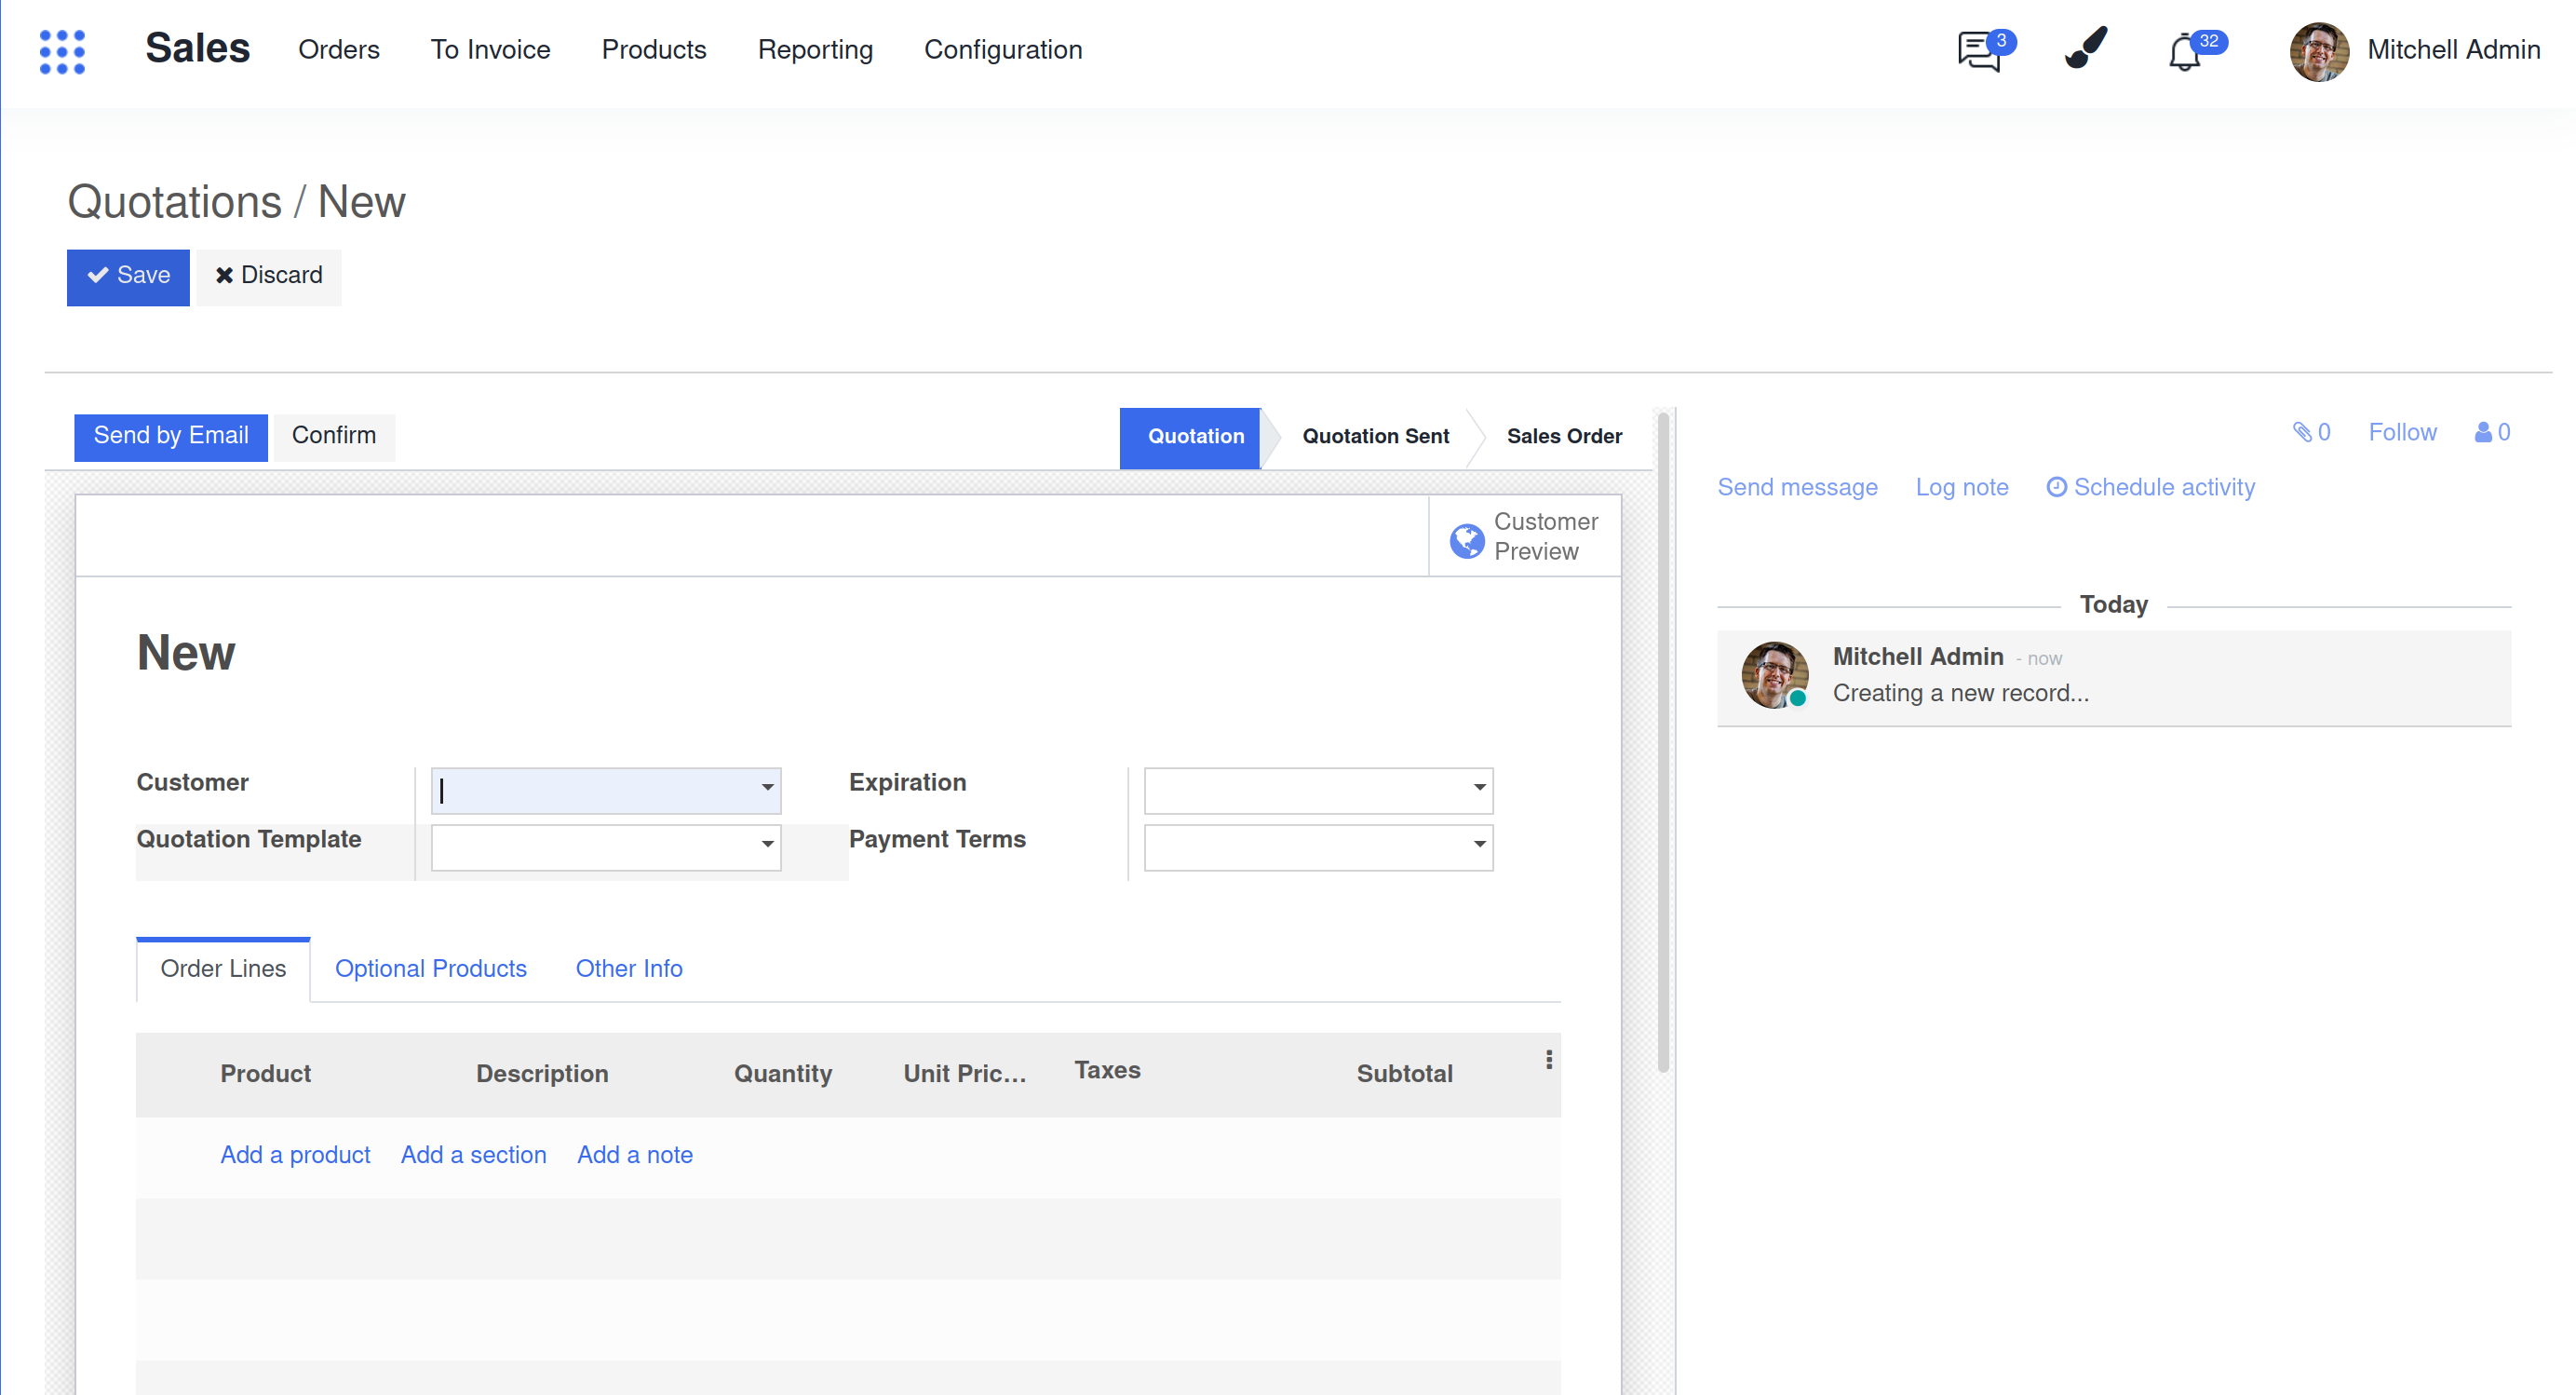 Sales Orders To Invoice Products Reporting Configuration 3 32 Mitchell Admin
Quotations / New
Save Discard
Send by Email Confirm Quotation Quotation Sent Sales Order 0 Follow 0
Send message Log note Schedule activity
Customer
Preview
Today
New
Mitchell Admin - now
Creating a new record...
Customer Expiration
Quotation Template Payment Terms
Order Lines Optional Products Other Info
Product Description Quantity Unit Pric... Taxes Subtotal
Add a product Add a section Add a note